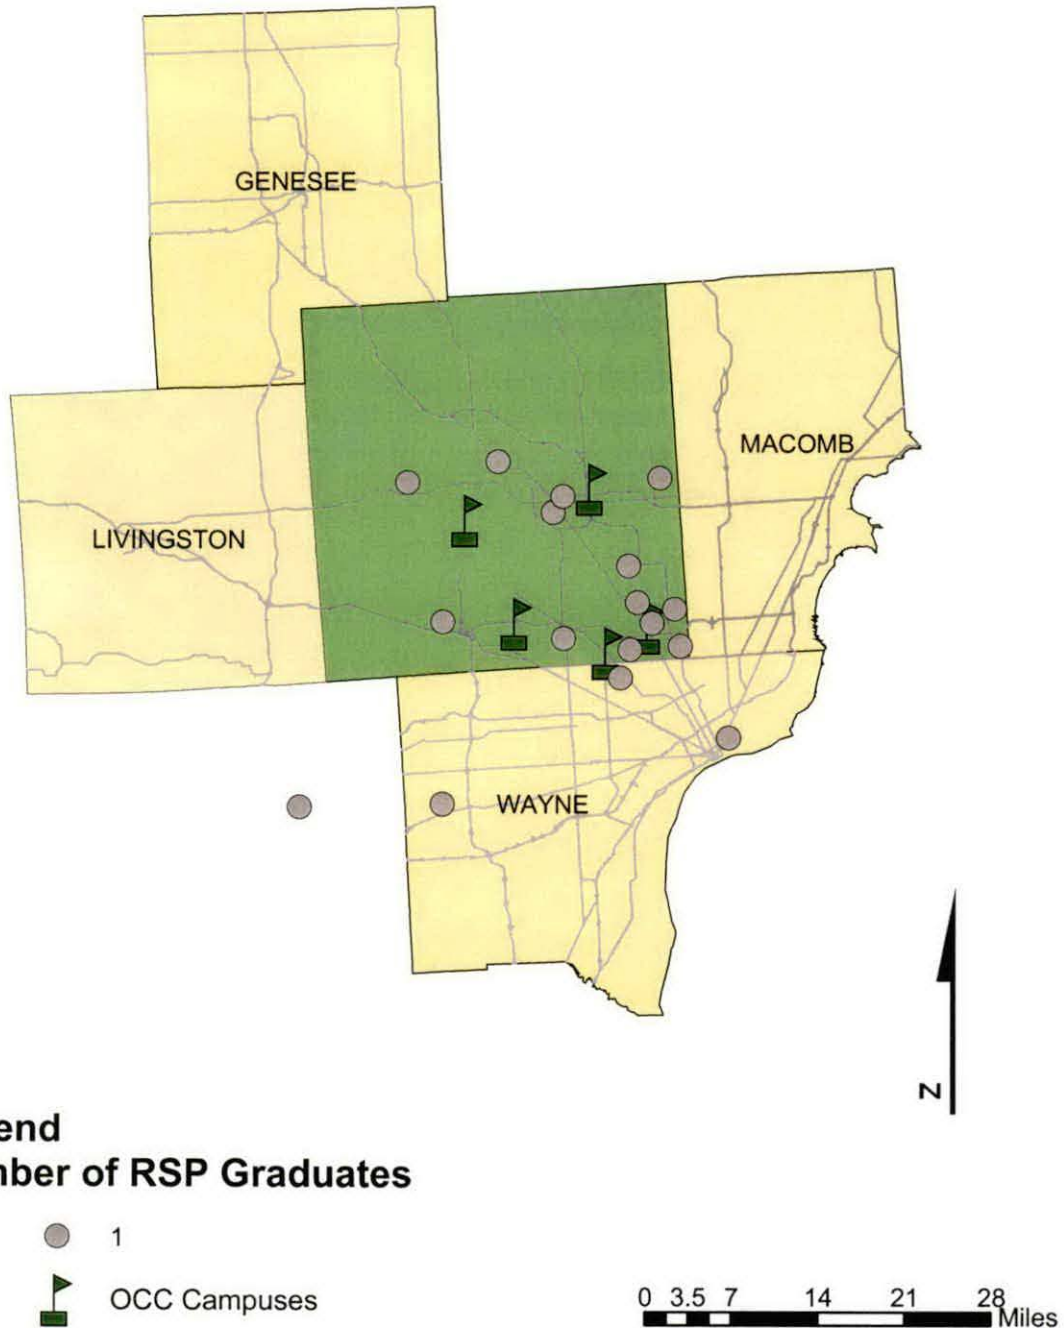 GENESEE
MACOMB
LIVINGSTON
WAYNE
N
end
nber of RSP Graduates
1
OCC Campuses
0 3.5 7 14 21 28
Miles